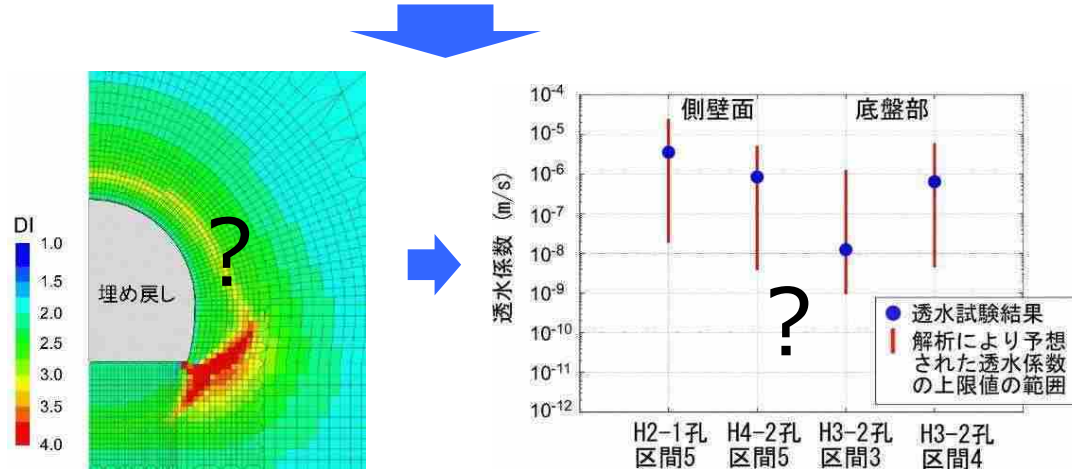 DI
1.0
1.5
2.0
2.5
3.0
3.5
4.0
埋め戻し
?
透水係数 (m/s)
10-4
10-5
10-6
10-7
10-8
10-9
10-10
10-11
10-12
側壁面
底盤部
?
透水試験結果
解析により予想
された透水係数
の上限値の範囲
H2-1孔
区間5
H4-2孔
区間5
H3-2孔
区間3
H3-2孔
区間4